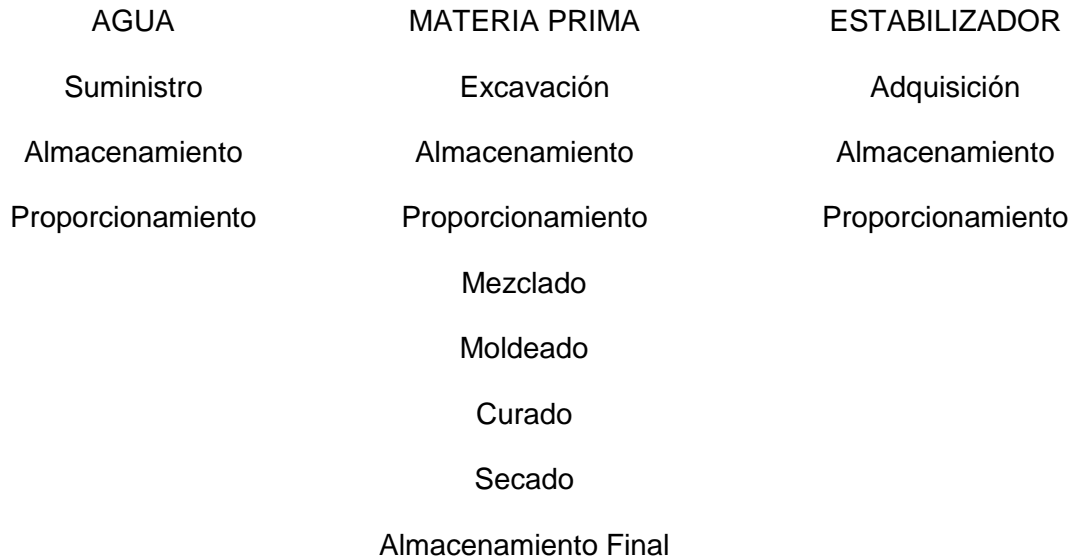 AGUA MATERIA PRIMA ESTABILIZADOR
Suministro Excavación Adquisición
Almacenamiento Almacenamiento Almacenamiento
Proporcionamiento Proporcionamiento Proporcionamiento
Mezclado
Moldeado
Curado
Secado
Almacenamiento Final